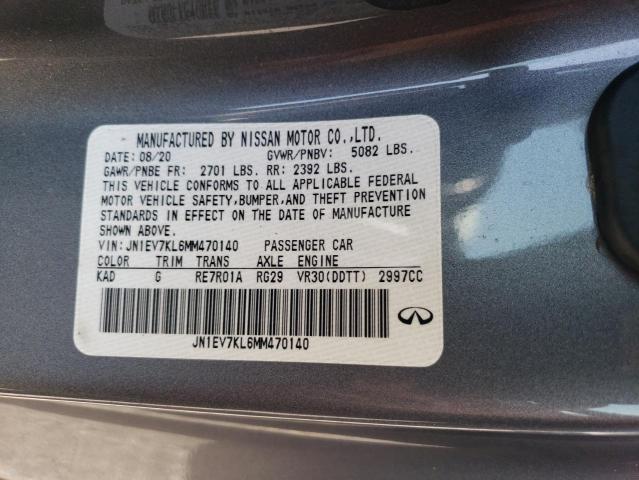 MANUFACTURED BY NISSAN MOTOR CO.,LTD.
DATE: 08/20 GVWR/PNBV: 5082 LBS.
GAWR/PNBE FR: 2701 LBS. RR: 2392 LBS.
THIS VEHICLE CONFORMS TO ALL APPLICABLE FEDERAL
MOTOR VEHICLE SAFETY,BUMPER,AND THEFT PREVENTION
STANDARDS IN EFFECT ON THE DATE OF MANUFACTURE
SHOWN ABOVE.
VIN: JN1EV7KL6MM470140 PASSENGER CAR
COLOR TRIM TRANS AXLE ENGINE
KAD G RE7R01A RG29 VR30(DDTT) 2997CC
JN1EV7KL6MM470140